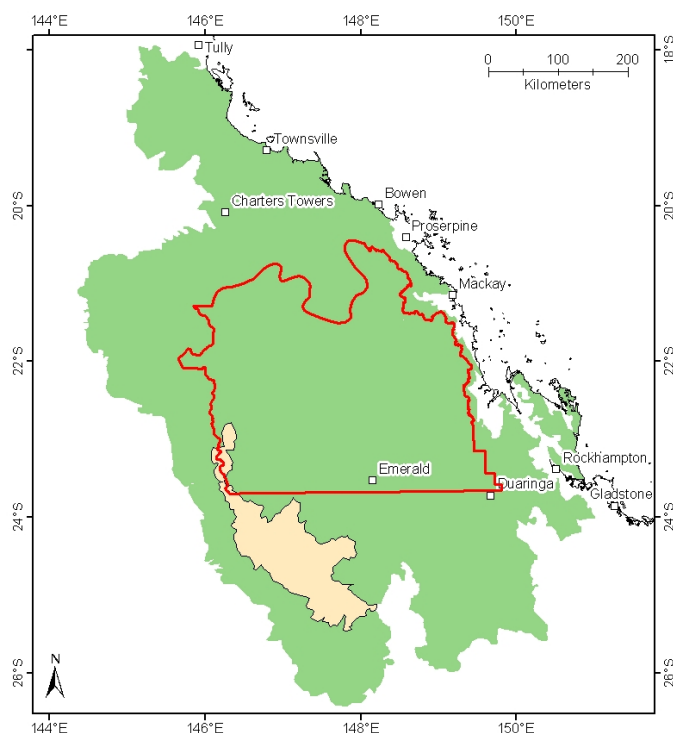 144°E 146°E 148°E 150°E
18°S
20°S
22°S
24°S
26°S
0 100 200
Kilometers
Tully
Townsville
Charters Towers
Bowen
Proserpine
Mackay
Emerald
Rockhampton
Duaringa
Gladstone
N
18°S
20°S
22°S
24°S
26°S
144°E 146°E 148°E 150°E